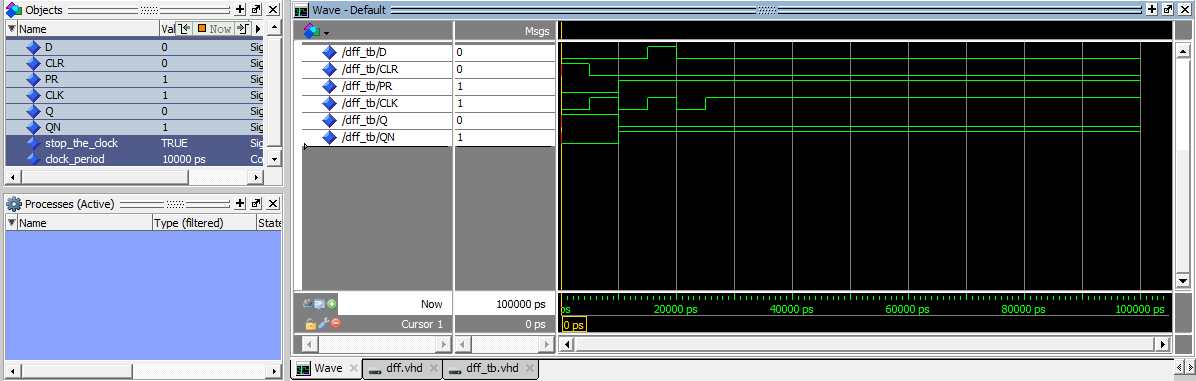 Objects
Name Val Now
D 0 Sig
CLR 0 Sig
PR 1 Sig
CLK 1 Sig
Q 0 Sig
QN 1 Sig
stop_the_clock TRUE Sig
clock_period 10000 ps Co
Processes (Active)
Name Type (filtered) State
Wave - Default
Msgs
/dff_tb/D 0
/dff_tb/CLR 0
/dff_tb/PR 1
/dff_tb/CLK 1
/dff_tb/Q 0
/dff_tb/QN 1
Now 100000 ps
ps 20000 ps 40000 ps 60000 ps 80000 ps 100000 ps
Cursor 1 0 ps
0 ps
Wave dff.vhd dff_tb.vhd